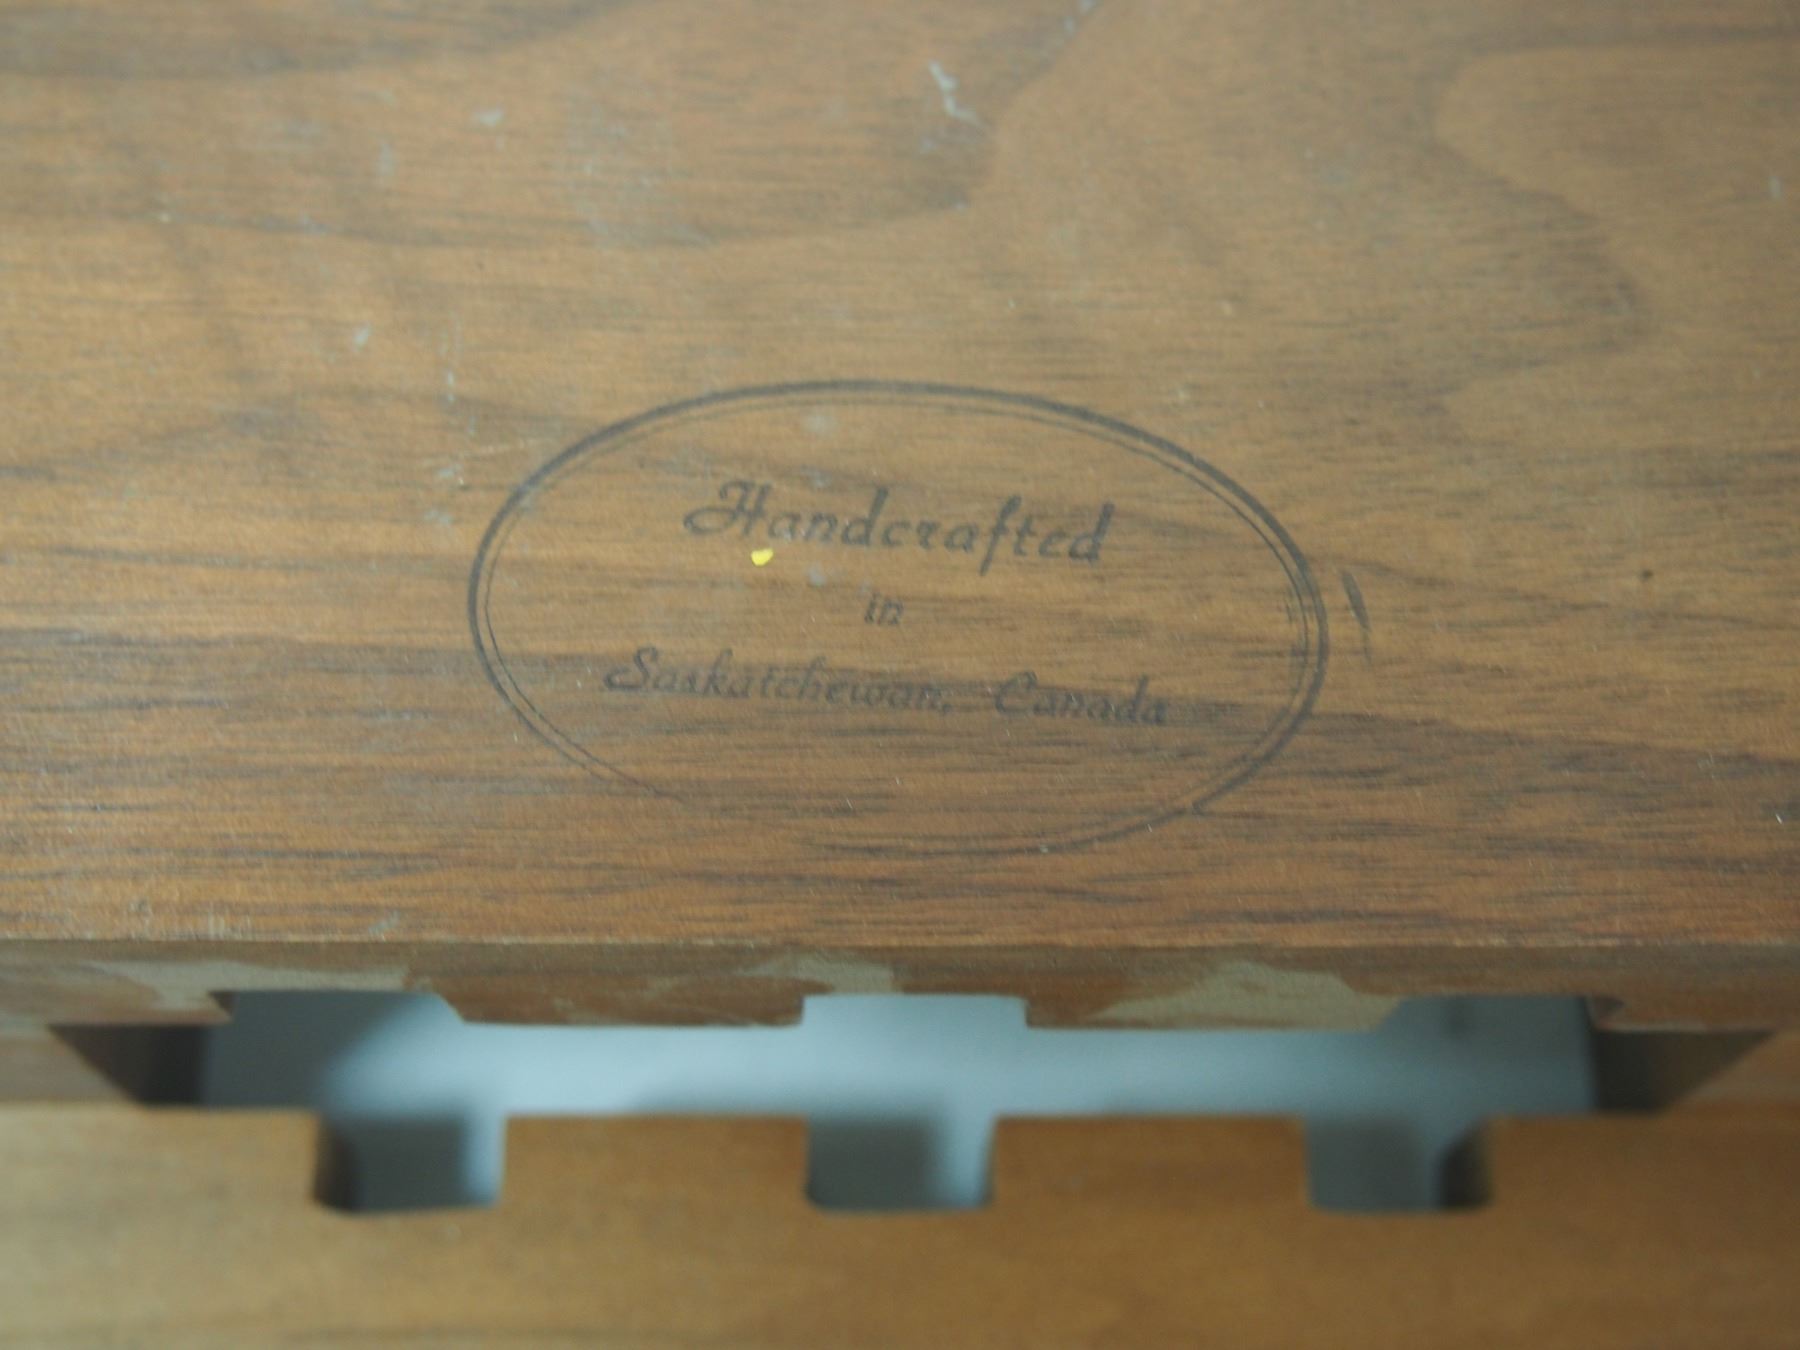 Handcrafted
in
Saskatchewan, Canada